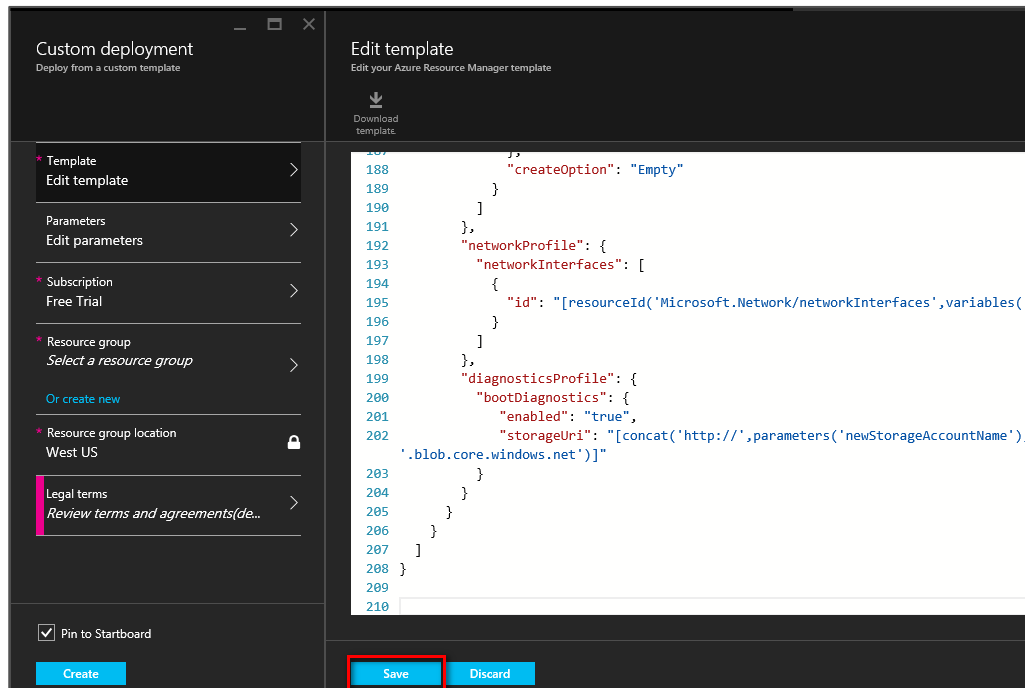 Custom deployment
Deploy from a custom template
* Template
Edit template
Parameters
Edit parameters
* Subscription
Free Trial
* Resource group
Select a resource group
Or create new
* Resource group location
West US
Legal terms
Review terms and agreements(de...
Pin to Startboard
Create
Edit template
Edit your Azure Resource Manager template
Download
template.
187 },
188 "createOption": "Empty"
189 }
190 ]
191 },
192 "networkProfile": {
193 "networkInterfaces": [
194 {
195 "id": "[resourceId('Microsoft.Network/networkInterfaces',variables(
196 }
197 ]
198 },
199 "diagnosticsProfile": {
200 "bootDiagnostics": {
201 "enabled": "true",
202 "storageUri": "[concat('http://',parameters('newStorageAccountName'),
'.blob.core.windows.net')]"
203 }
204 }
205 }
206 }
207 ]
208 }
209
210
Save
Discard